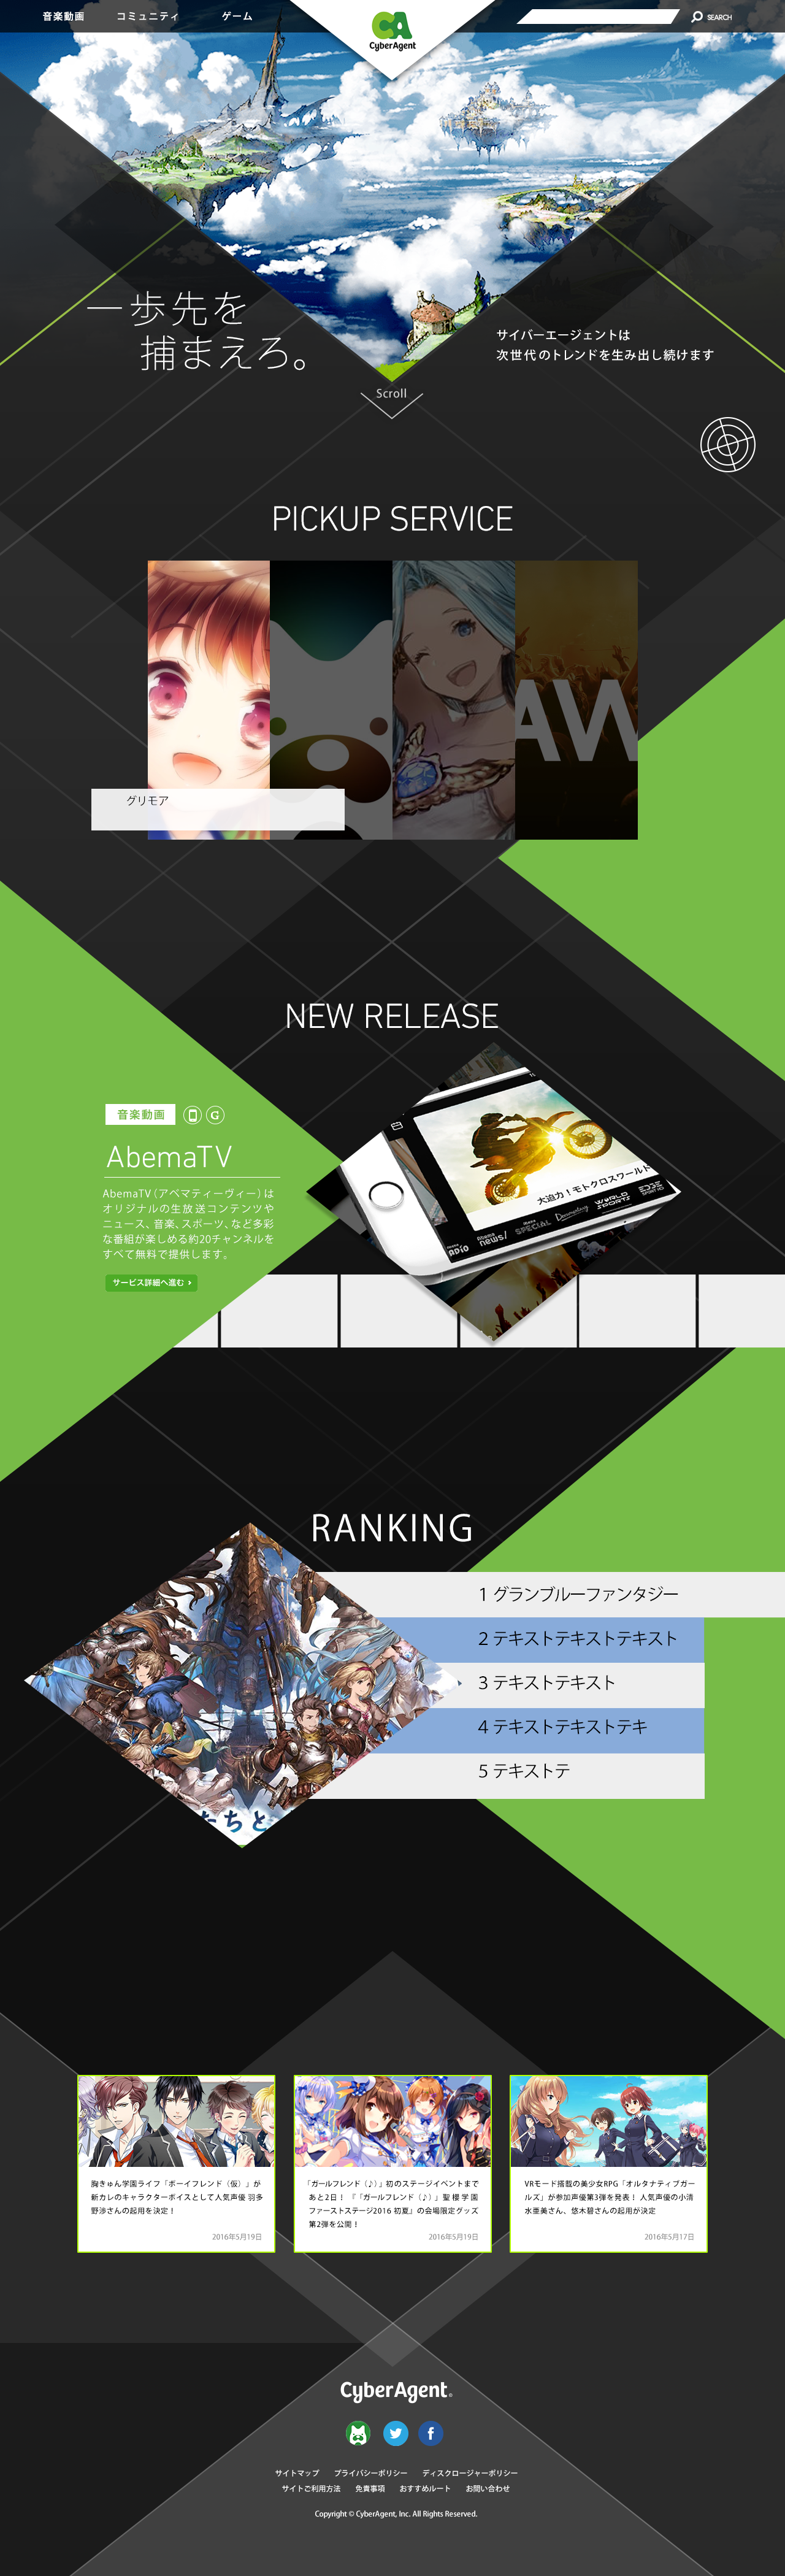 音楽動画
コミュニティ
ゲーム
CA
CyberAgent
SEARCH
一歩先を
捕まえろ。
サイバーエージェントは
次世代のトレンドを生み出し続けます
Scroll
PICKUP SERVICE
AW
グリモア
NEW RELEASE
音楽動画
G
AbemaTV
AbemaTV（アベマティーヴィー）は
オリジナルの生放送コンテンツや
ニュース、音楽、スポーツ、など多彩
な番組が楽しめる約20チャンネルを
すべて無料で提供します。
サービス詳細へ進む
大迫力！モトクロスワールド
news
SPECIAL
WORLD SPORTS
RANKING
1 グランブルーファンタジー
2 テキストテキストテキスト
3 テキストテキスト
4 テキストテキストテキ
5 テキストテ
たちと
胸きゅん学園ライフ「ボーイフレンド（仮）」が
新カレのキャラクターボイスとして人気声優 羽多
野渉さんの起用を決定！
2016年5月19日
「ガールフレンド（♪）」初のステージイベントまで
あと2日！『「ガールフレンド（♪）」聖櫻学園
ファーストステージ2016 初夏』の会場限定グッズ
第2弾を公開！
2016年5月19日
VRモード搭載の美少女RPG「オルタナティブガー
ルズ」が参加声優第3弾を発表！ 人気声優の小清
水亜美さん、悠木碧さんの起用が決定
2016年5月17日
CyberAgent®
サイトマップ
プライバシーポリシー
ディスクロージャーポリシー
サイトご利用方法
免責事項
おすすめルート
お問い合わせ
Copyright © CyberAgent, Inc. All Rights Reserved.